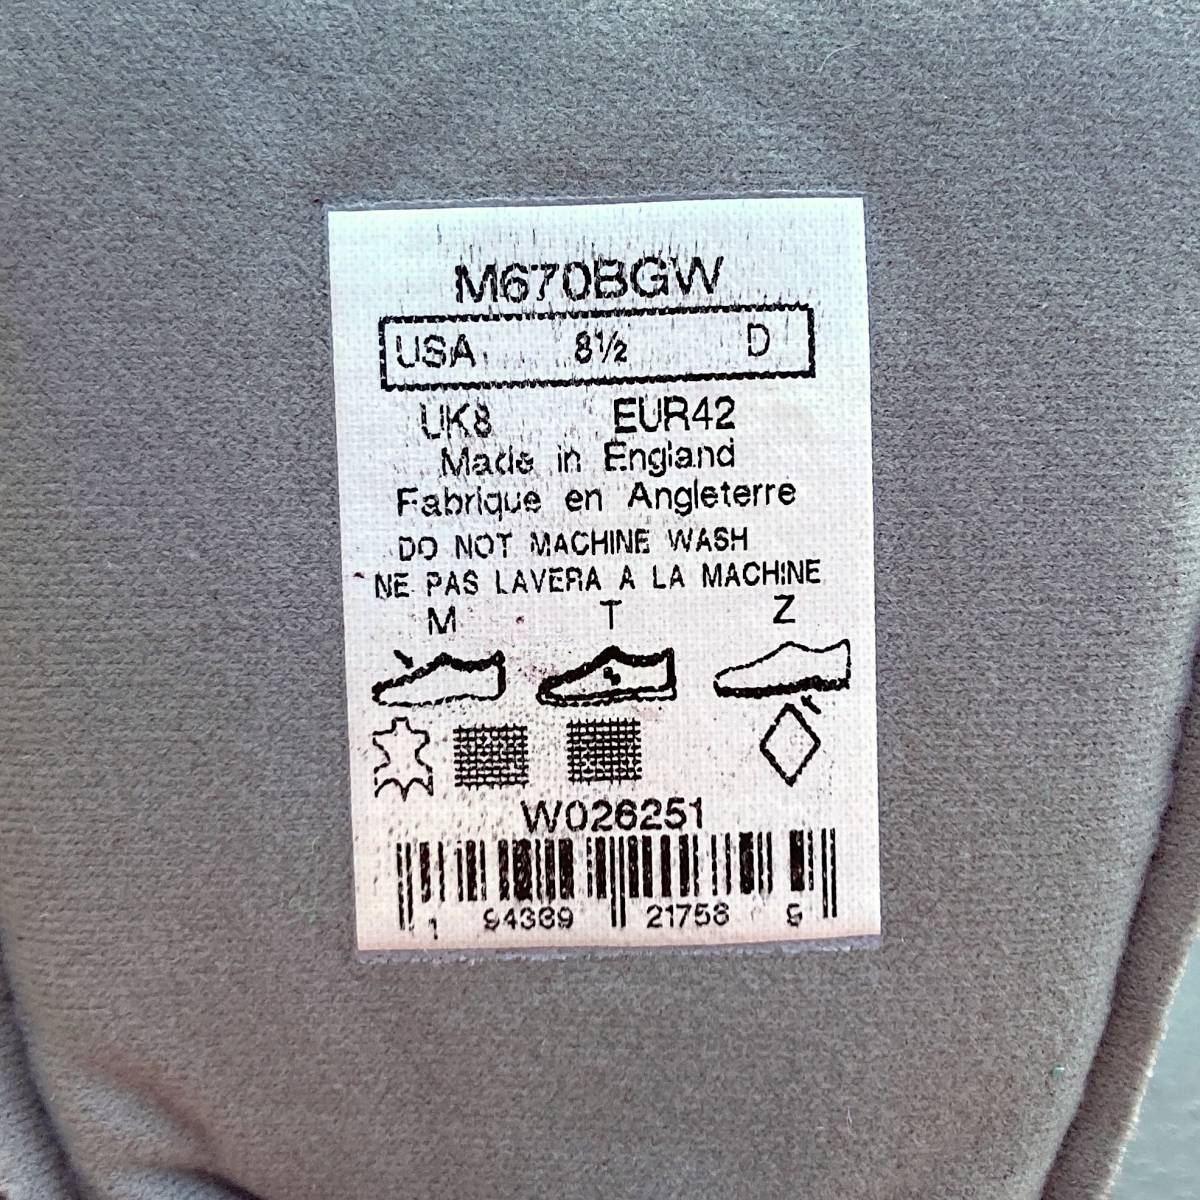 M670BGW
USA 8½ D
UK8 EUR42
Made in England
Fabrique en Angleterre
DO NOT MACHINE WASH
NE PAS LAVERA A LA MACHINE
M T Z
W026251
1 94389 21758 9